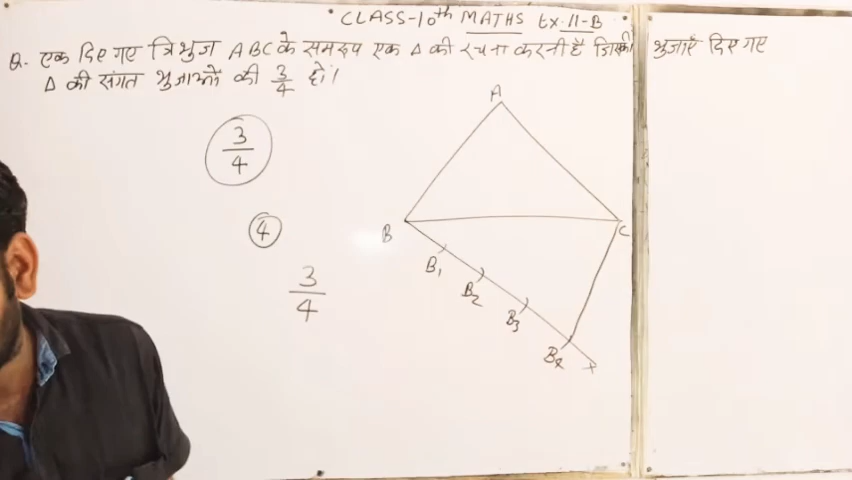 CLASS-10th MATHS Ex-11-B
Q. एक दिए गए त्रिभुज ABC के समरूप एक Δ की रचना करनी है जिसकी भुजाएँ दिए गए
Δ की संगत भुजाओं की 3/4 हो।
A
3/4
4
B
C
B1
3/4
B2
B3
B4
X